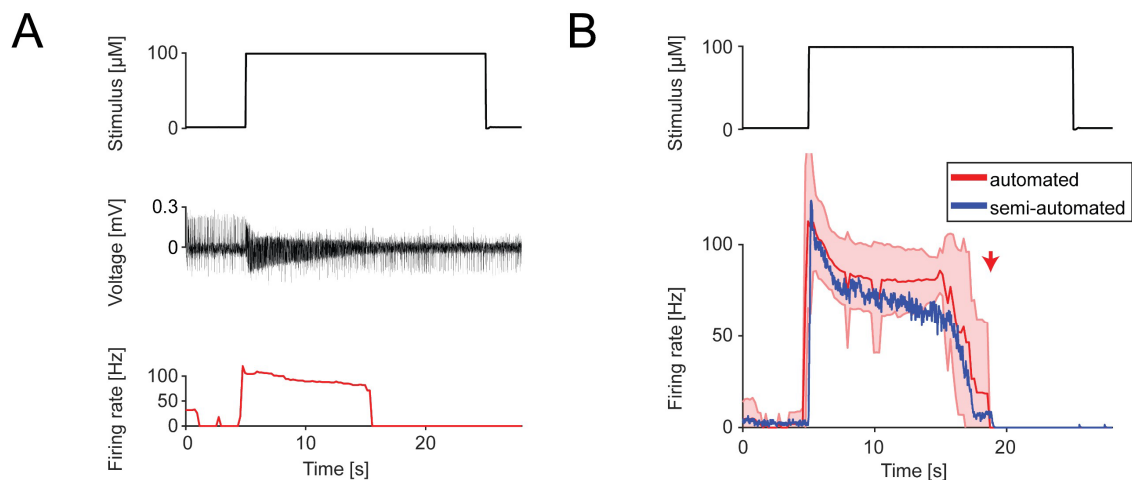 A
Stimulus [µM]
100
0
Voltage [mV]
0.3
0
Firing rate [Hz]
100
50
0
0
10
20
Time [s]
B
Stimulus [µM]
100
0
automated
semi-automated
Firing rate [Hz]
100
50
0
0
10
20
Time [s]